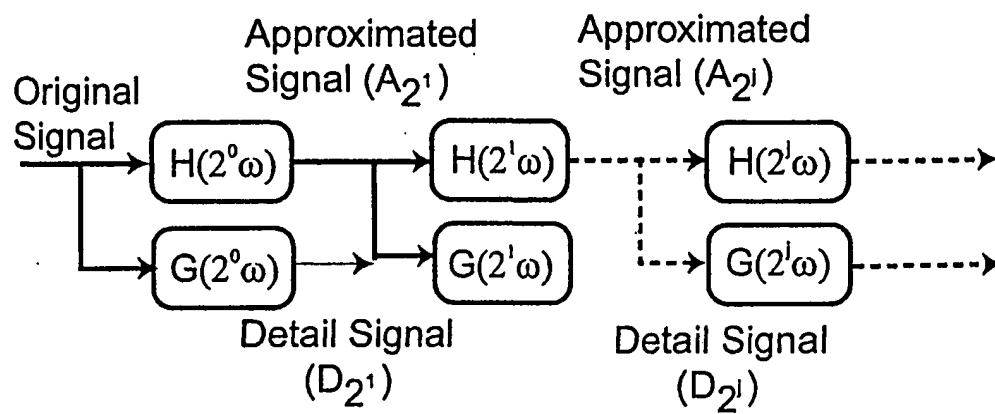 Approximated
Signal (A₂¹)
Approximated
Signal (A₂ʲ)
Original
Signal
H(2⁰ω)
H(2¹ω)
H(2ʲω)
G(2⁰ω)
G(2¹ω)
G(2ʲω)
Detail Signal
(D₂¹)
Detail Signal
(D₂ʲ)